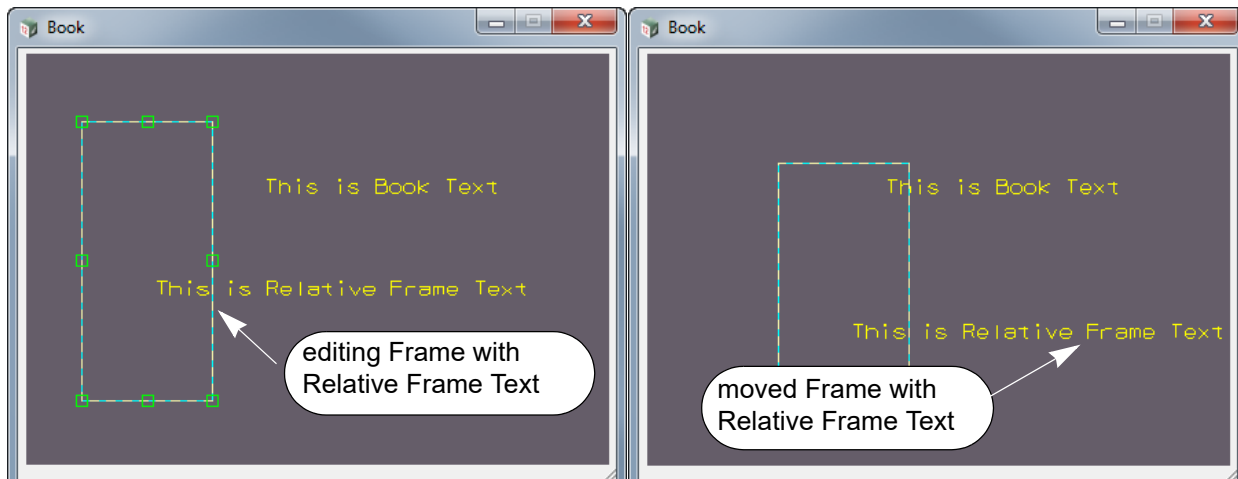 Book
This is Book Text
This is Relative Frame Text
editing Frame with
Relative Frame Text
Book
This is Book Text
This is Relative Frame Text
moved Frame with
Relative Frame Text